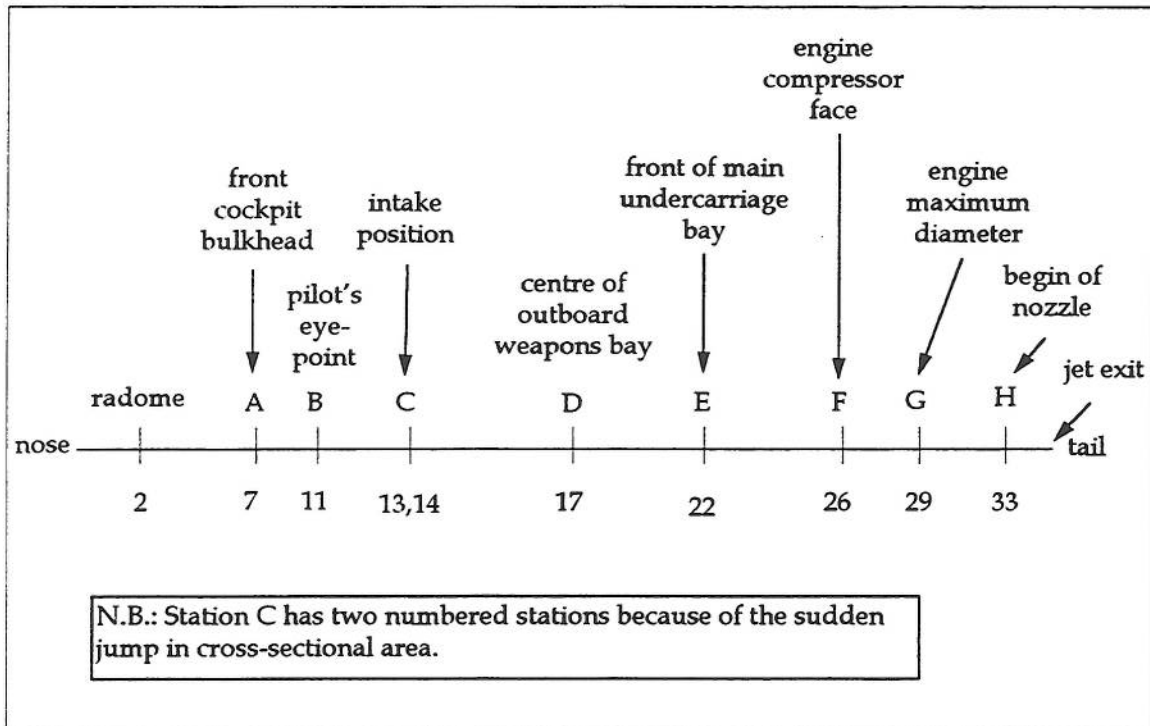 engine
compressor
face
front
cockpit
bulkhead
intake
position
front of main
undercarriage
bay
engine
maximum
diameter
pilot's
eye-
point
centre of
outboard
weapons bay
begin of
nozzle
jet exit
radome A B C D E F G H
nose tail
2 7 11 13,14 17 22 26 29 33
N.B.: Station C has two numbered stations because of the sudden
jump in cross-sectional area.